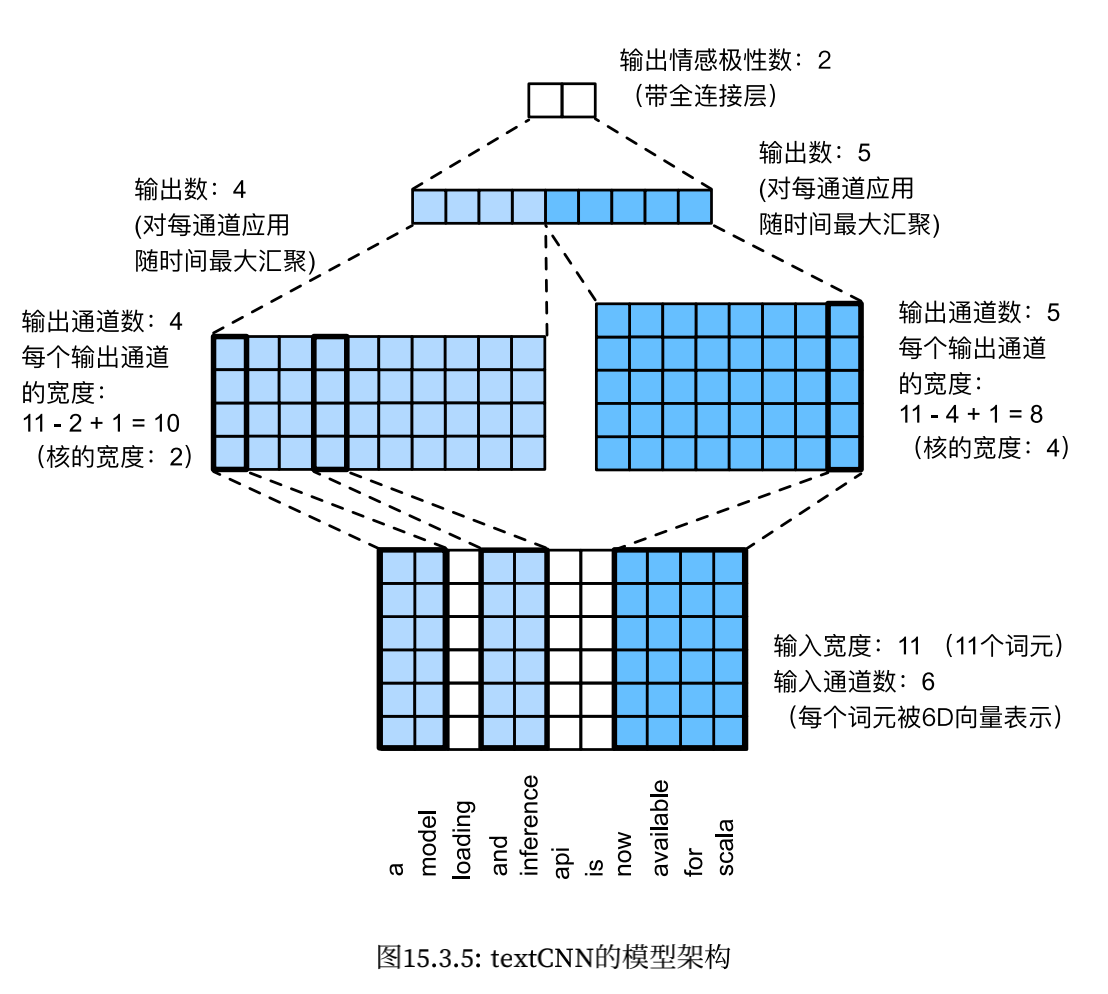 输出情感极性数：2
（带全连接层）
输出数：4
(对每通道应用
随时间最大汇聚)
输出数：5
(对每通道应用
随时间最大汇聚)
输出通道数：4
每个输出通道
的宽度：
11 - 2 + 1 = 10
（核的宽度：2）
输出通道数：5
每个输出通道
的宽度：
11 - 4 + 1 = 8
（核的宽度：4）
输入宽度：11 （11个词元）
输入通道数：6
（每个词元被6D向量表示）
a
model
loading
and
inference
api
is
now
available
for
scala
图15.3.5: textCNN的模型架构